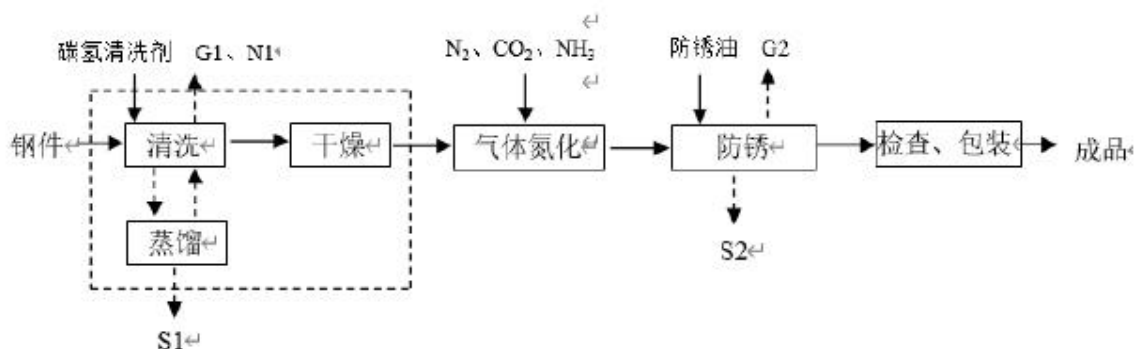 碳氢清洗剂 G1、N1
N₂、CO₂、NH₃
防锈油 G2
钢件
清洗
干燥
气体氮化
防锈
检查、包装
成品
蒸馏
S2
S1